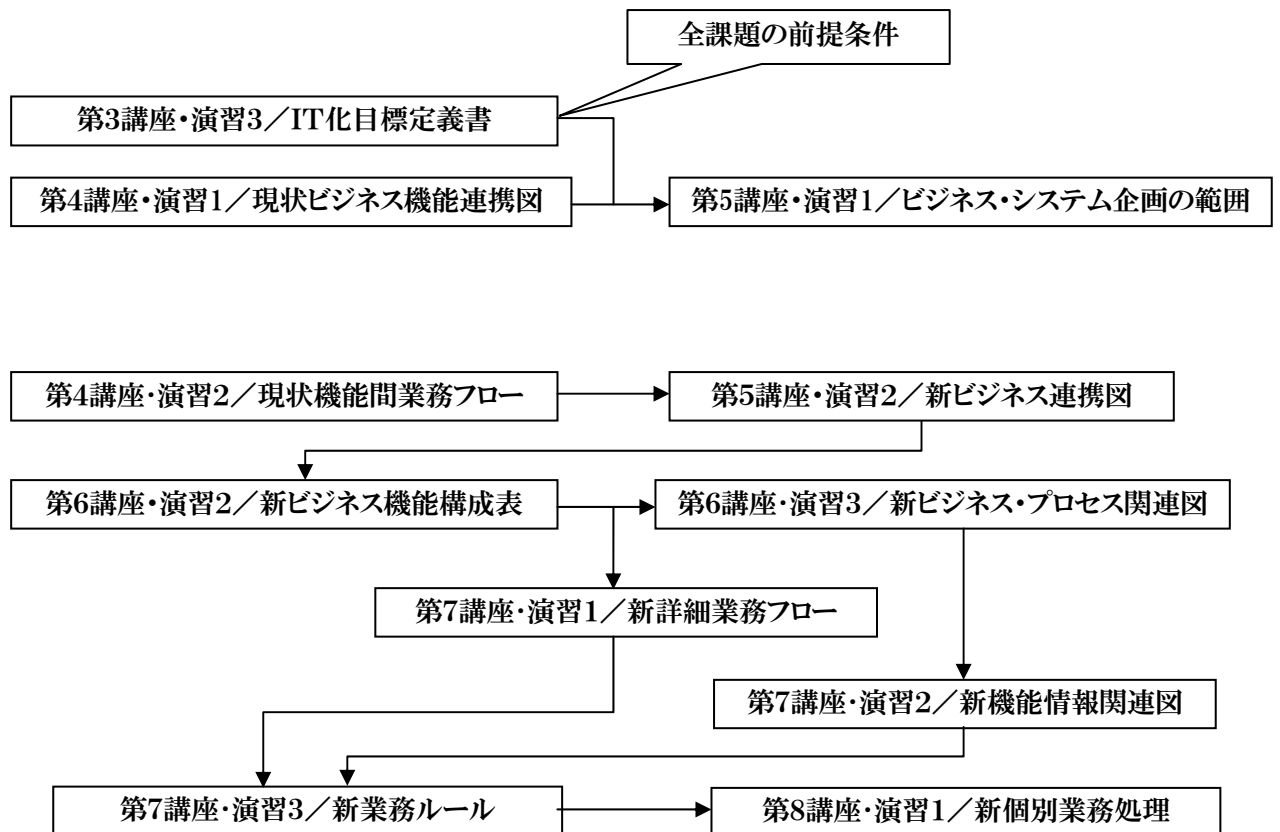 全課題の前提条件
第3講座・演習3／IT化目標定義書
第4講座・演習1／現状ビジネス機能連携図
第5講座・演習1／ビジネス・システム企画の範囲
第4講座・演習2／現状機能間業務フロー
第5講座・演習2／新ビジネス連携図
第6講座・演習2／新ビジネス機能構成表
第6講座・演習3／新ビジネス・プロセス関連図
第7講座・演習1／新詳細業務フロー
第7講座・演習2／新機能情報関連図
第7講座・演習3／新業務ルール
第8講座・演習1／新個別業務処理